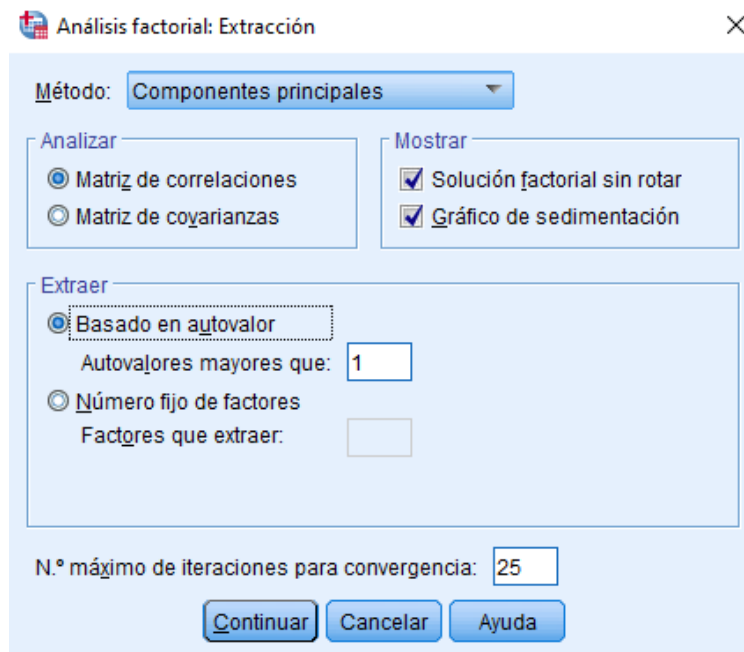 Análisis factorial: Extracción
Método: Componentes principales
Analizar
Matriz de correlaciones
Matriz de covarianzas
Mostrar
Solución factorial sin rotar
Gráfico de sedimentación
Extraer
Basado en autovalor
Autovalores mayores que: 1
Número fijo de factores
Factores que extraer:
N.º máximo de iteraciones para convergencia: 25
Continuar Cancelar Ayuda